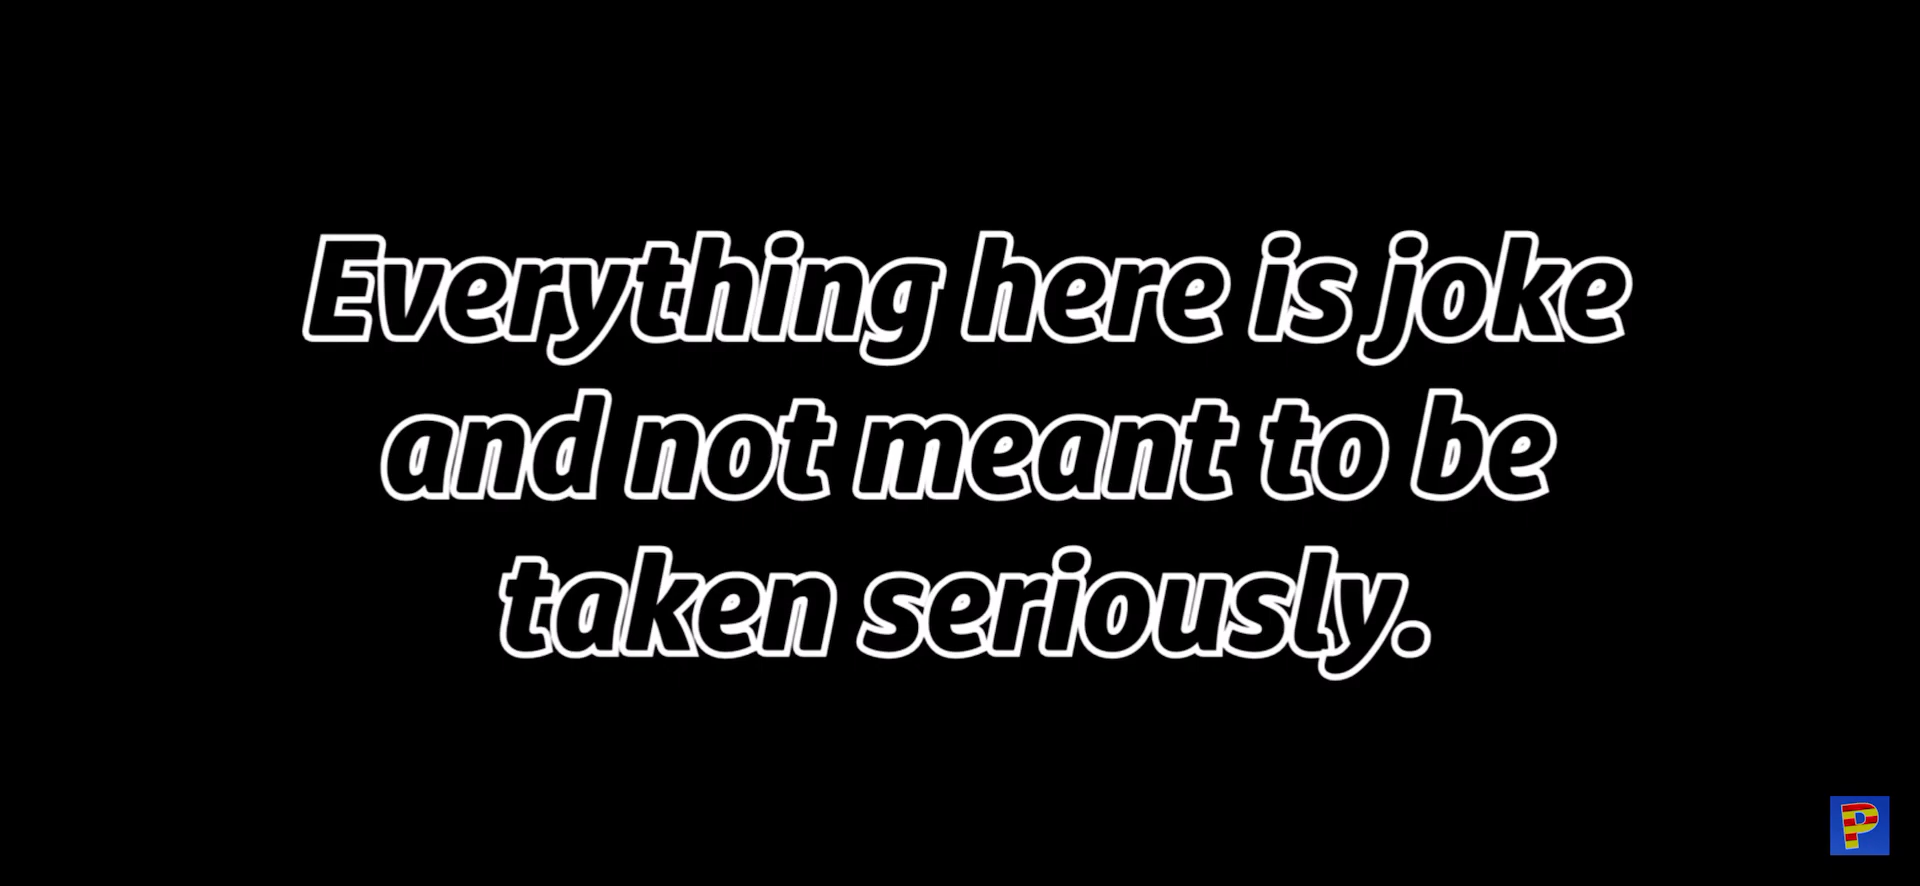 Everything here is joke
and not meant to be
taken seriously.
P